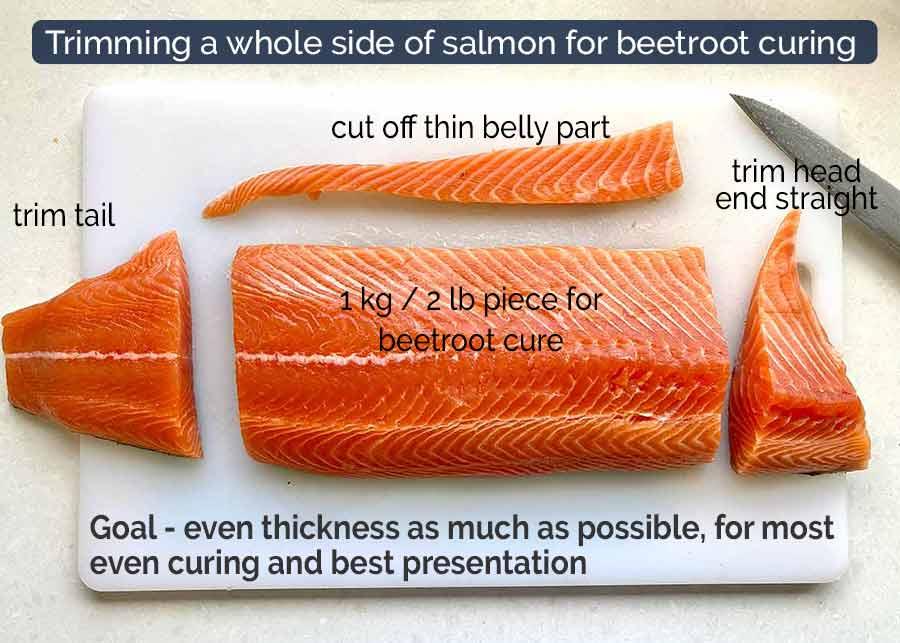 Trimming a whole side of salmon for beetroot curing
cut off thin belly part
trim head
end straight
trim tail
1 kg / 2 lb piece for
beetroot cure
Goal - even thickness as much as possible, for most
even curing and best presentation